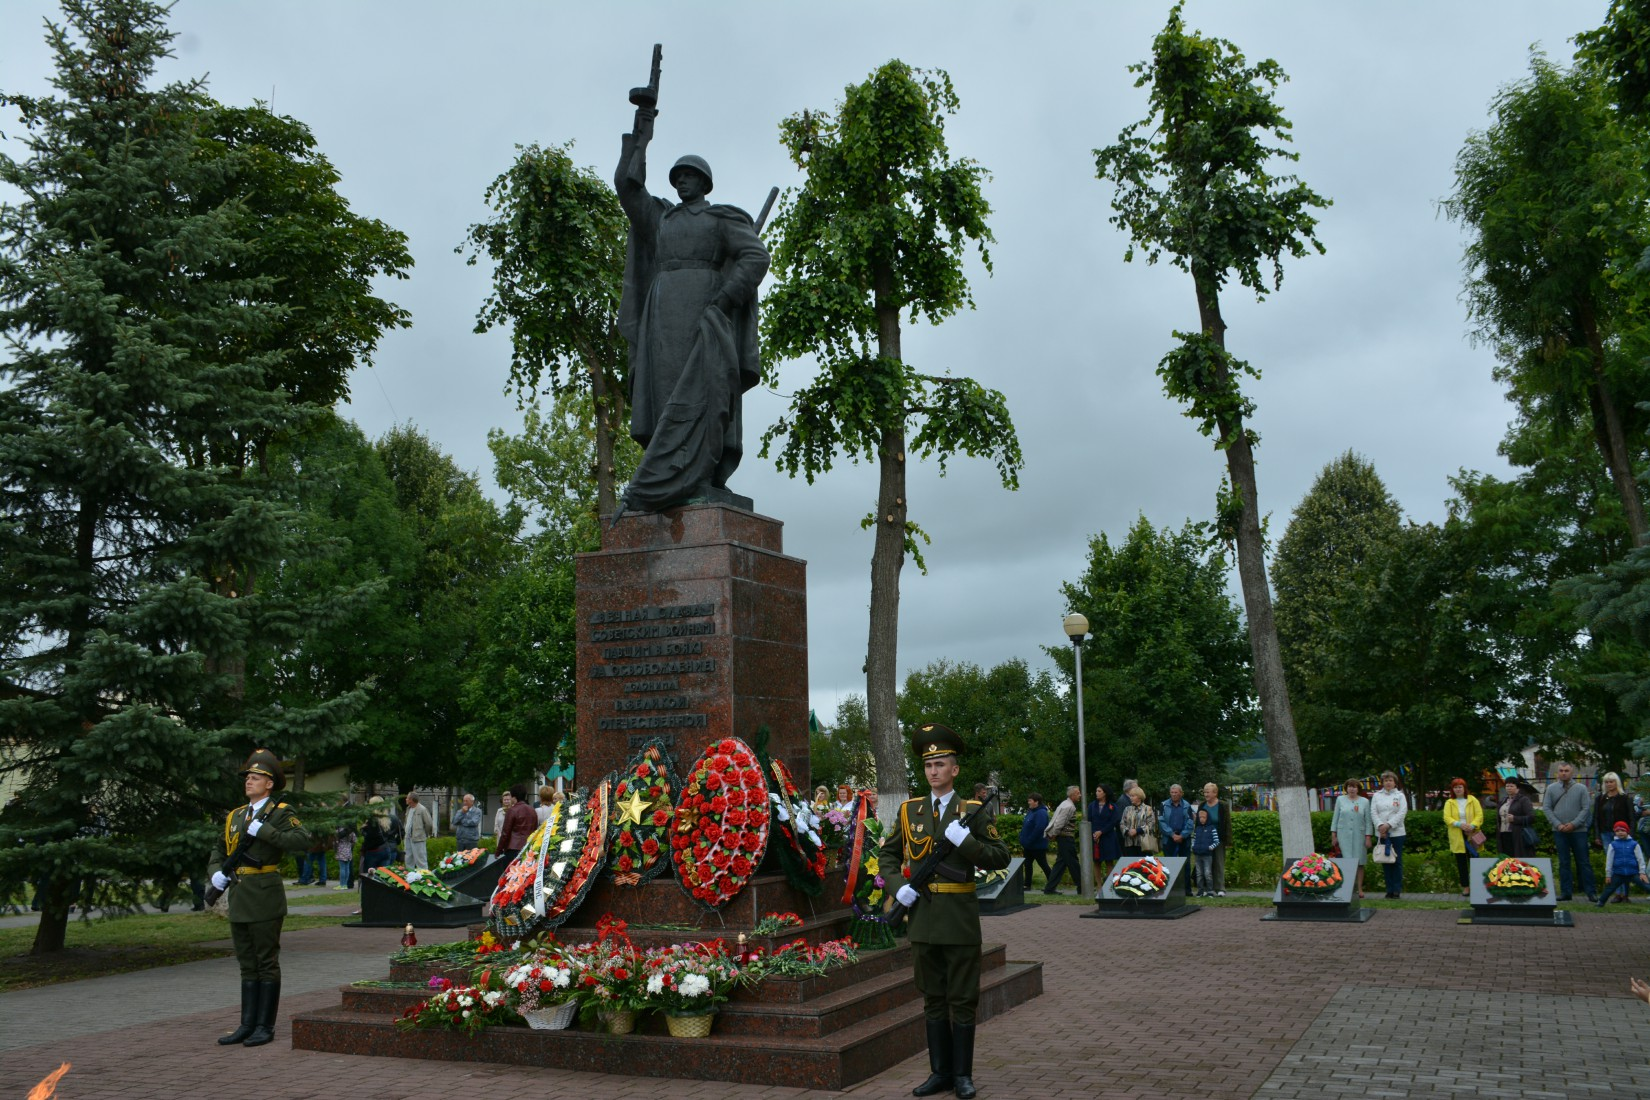 ВЕЧНАЯ СЛАВА
СОВЕТСКИМ ВОИНАМ
ПАВШИМ В БОЯХ
ЗА ОСВОБОЖДЕНИЕ
В ВЕЛИКОЙ
ОТЕЧЕСТВЕННОЙ